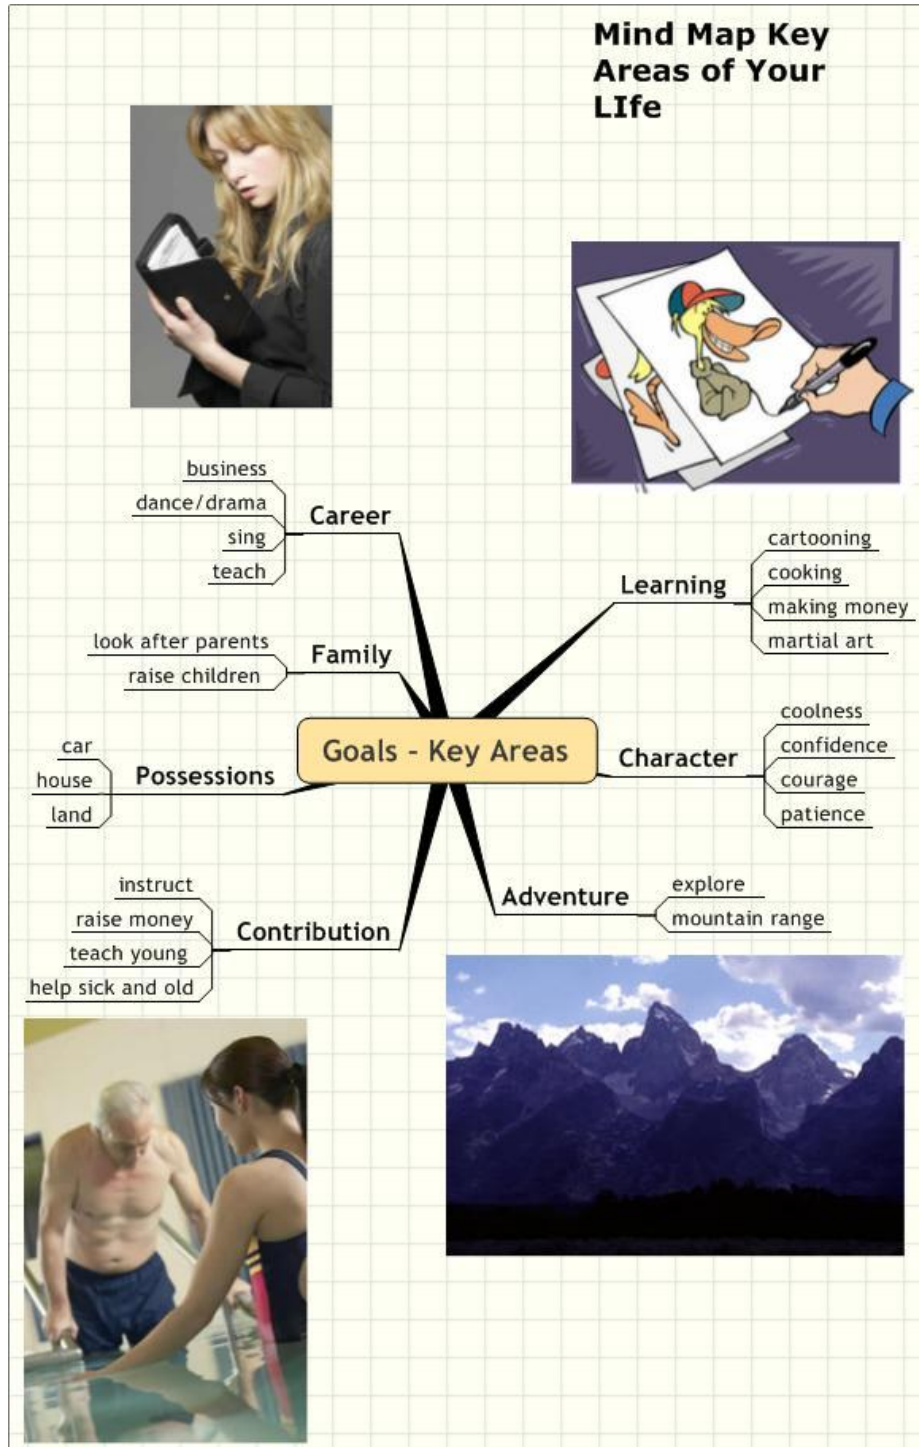 Mind Map Key
Areas of Your
LIfe
business
dance/drama
sing
teach
Career
look after parents
raise children
Family
car
house
land
Possessions
instruct
raise money
teach young
help sick and old
Contribution
Goals - Key Areas
Learning
cartooning
cooking
making money
martial art
Character
coolness
confidence
courage
patience
Adventure
explore
mountain range